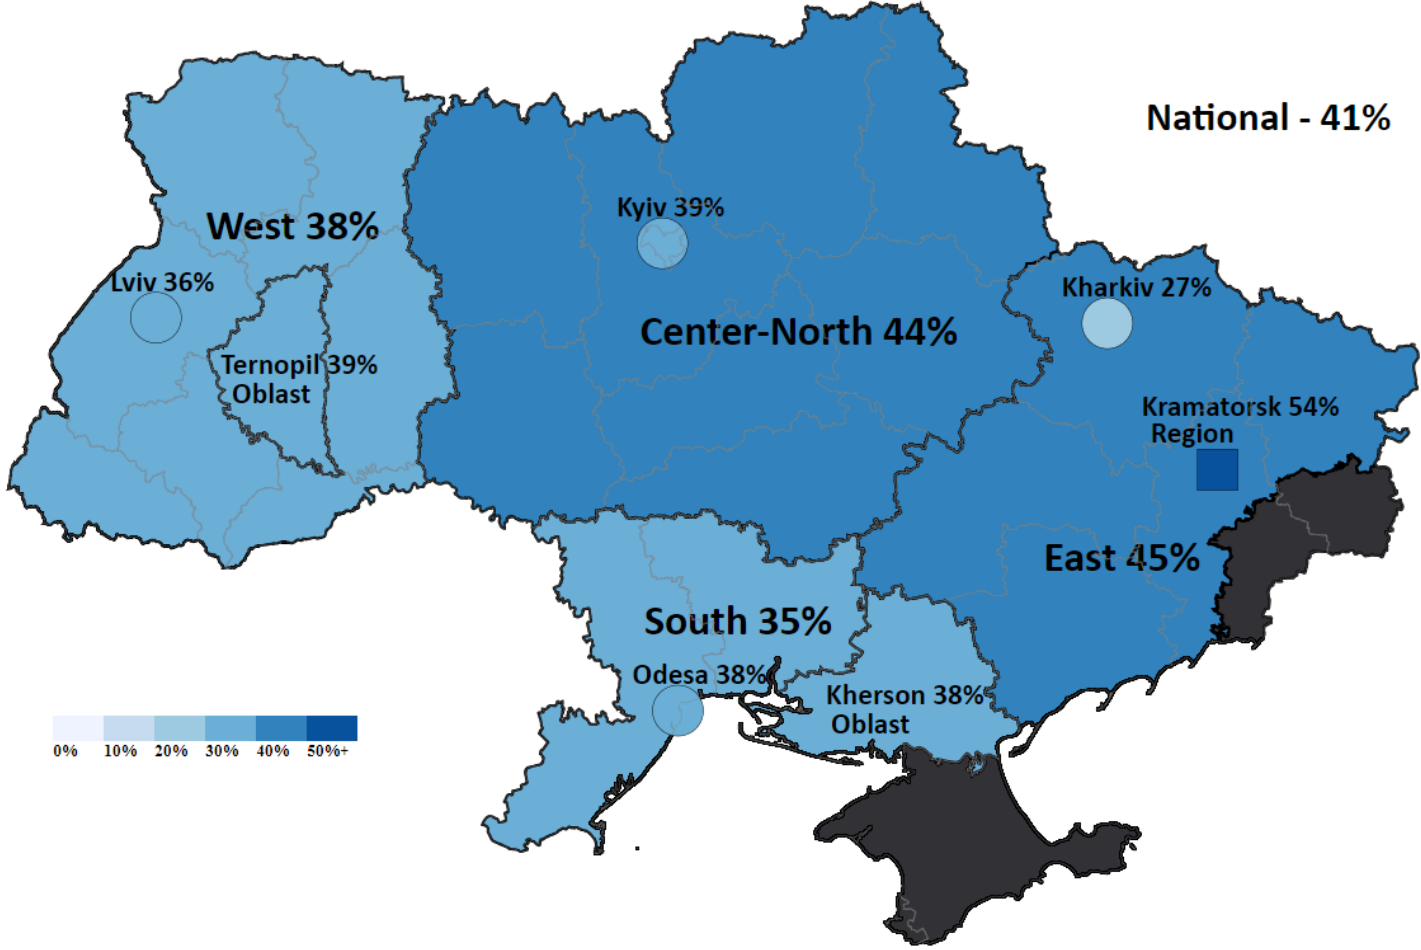 National - 41%
Kyiv 39%
West 38%
Lviv 36%
Kharkiv 27%
Center-North 44%
Ternopil 39%
Oblast
Kramatorsk 54%
Region
East 45%
South 35%
Odesa 38%
Kherson 38%
Oblast
0% 10% 20% 30% 40% 50%+